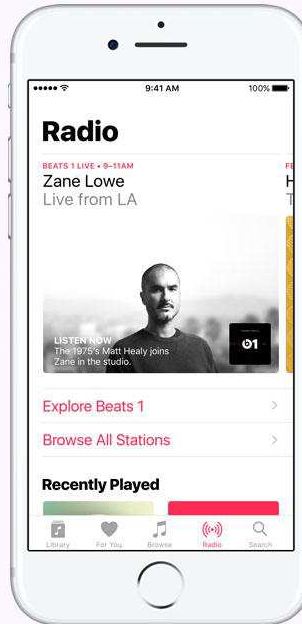 9:41 AM
100%
Radio
BEATS 1 LIVE • 9–11AM
Zane Lowe
Live from LA
FE
H
T
LISTEN NOW
The 1975's Matt Healy joins
Zane in the studio.
Explore Beats 1
Browse All Stations
Recently Played
Library
For You
Browse
Radio
Search